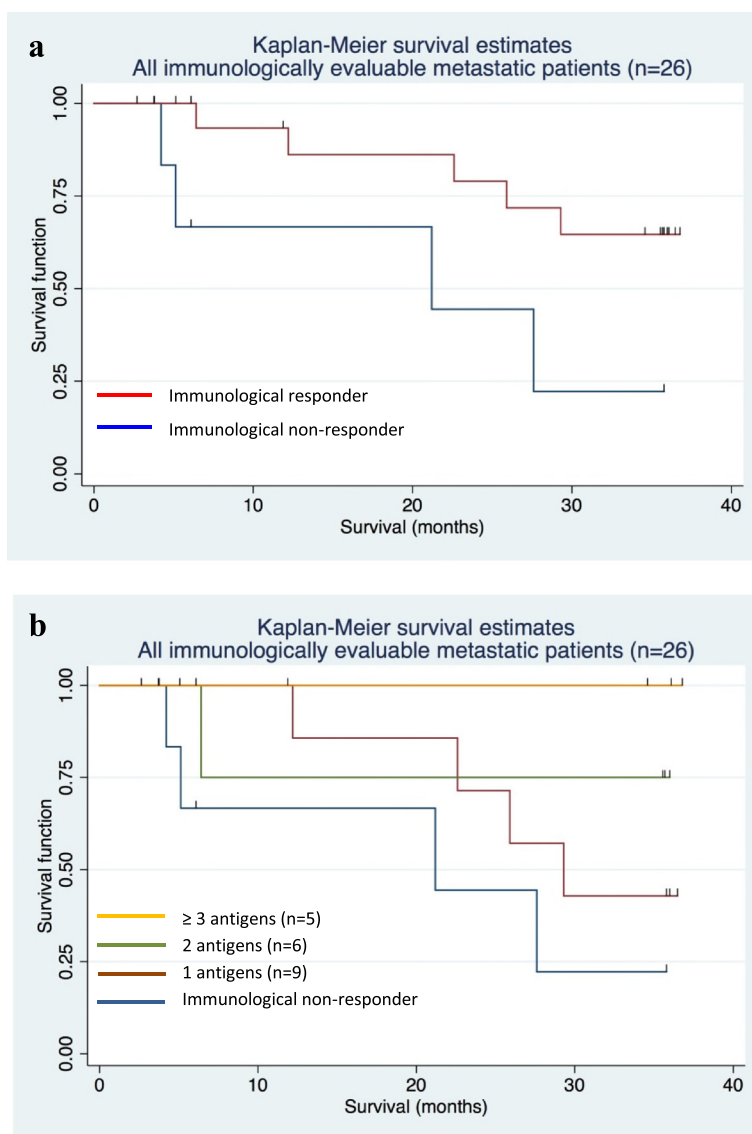 a
Kaplan-Meier survival estimates
All immunologically evaluable metastatic patients (n=26)
Survival function
1.00
0.75
0.50
0.25
0.00
Immunological responder
Immunological non-responder
0 10 20 30 40
Survival (months)
b
Kaplan-Meier survival estimates
All immunologically evaluable metastatic patients (n=26)
Survival function
1.00
0.75
0.50
0.25
0.00
≥ 3 antigens (n=5)
2 antigens (n=6)
1 antigens (n=9)
Immunological non-responder
0 10 20 30 40
Survival (months)